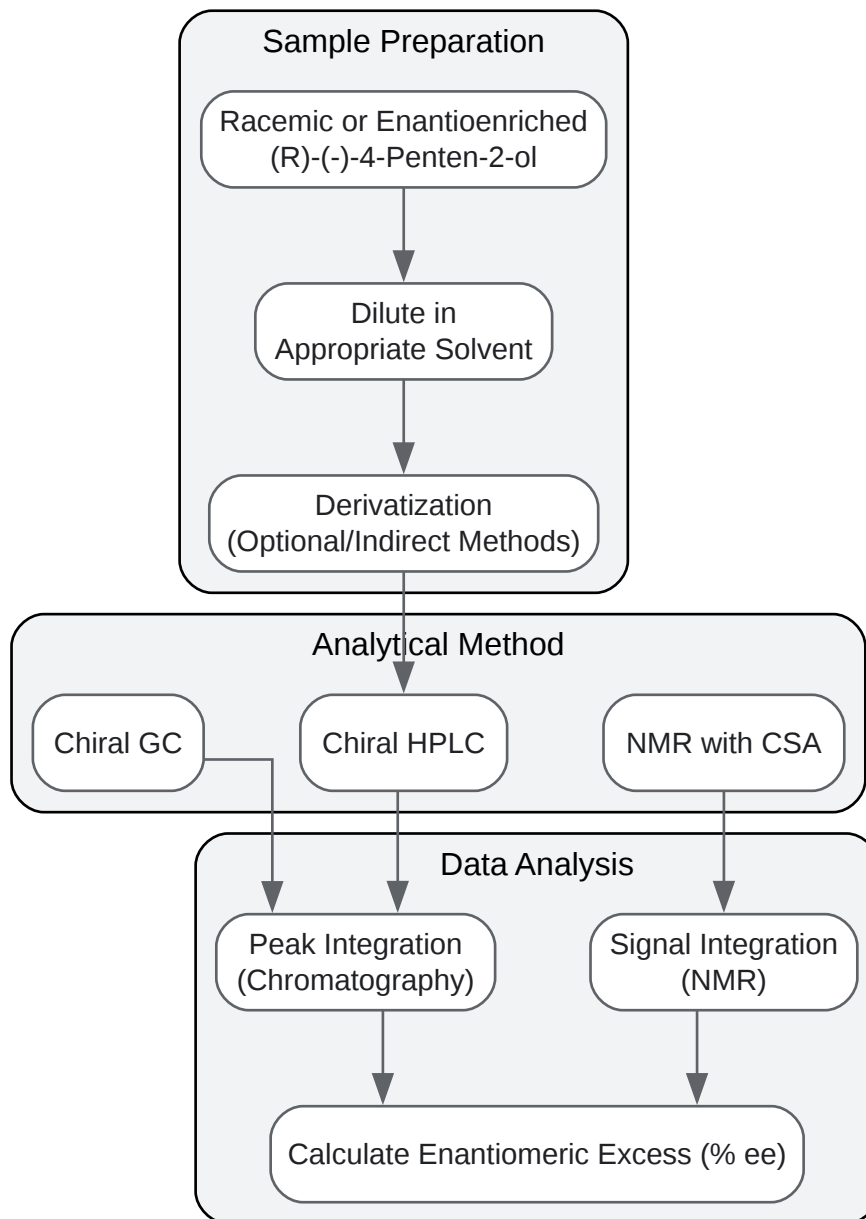 Sample Preparation
Racemic or Enantioenriched
(R)-(-)-4-Penten-2-ol
Dilute in
Appropriate Solvent
Derivatization
(Optional/Indirect Methods)
Analytical Method
Chiral GC
Chiral HPLC
NMR with CSA
Data Analysis
Peak Integration
(Chromatography)
Signal Integration
(NMR)
Calculate Enantiomeric Excess (% ee)